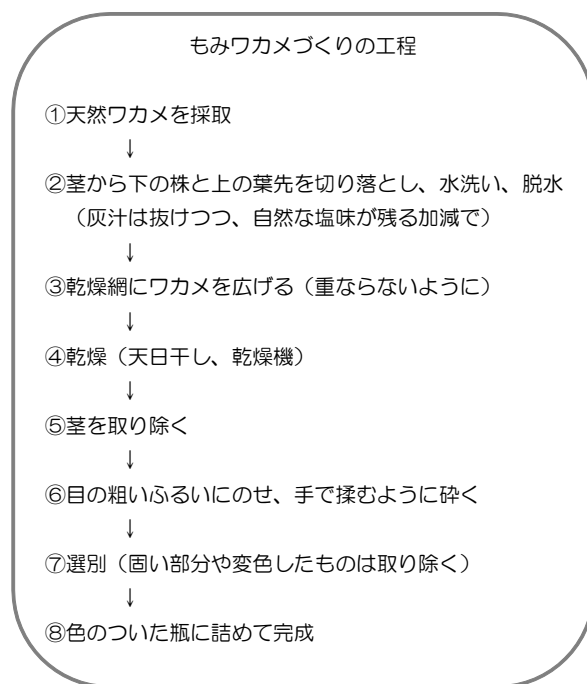 もみワカメづくりの工程
①天然ワカメを採取
↓
②茎から下の株と上の葉先を切り落とし、水洗い、脱水
（灰汁は抜けつつ、自然な塩味が残る加減で）
↓
③乾燥網にワカメを広げる（重ならないように）
↓
④乾燥（天日干し、乾燥機）
↓
⑤茎を取り除く
↓
⑥目の粗いふるいにのせ、手で揉むように砕く
↓
⑦選別（固い部分や変色したものは取り除く）
↓
⑧色のついた瓶に詰めて完成